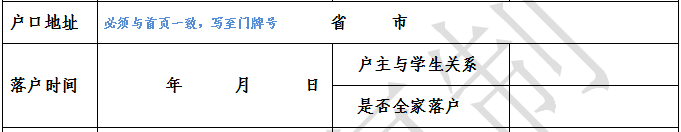 户口地址 必须与首页一致，写至门牌号 省 市
落户时间 年 月 日 户主与学生关系
是否全家落户
制